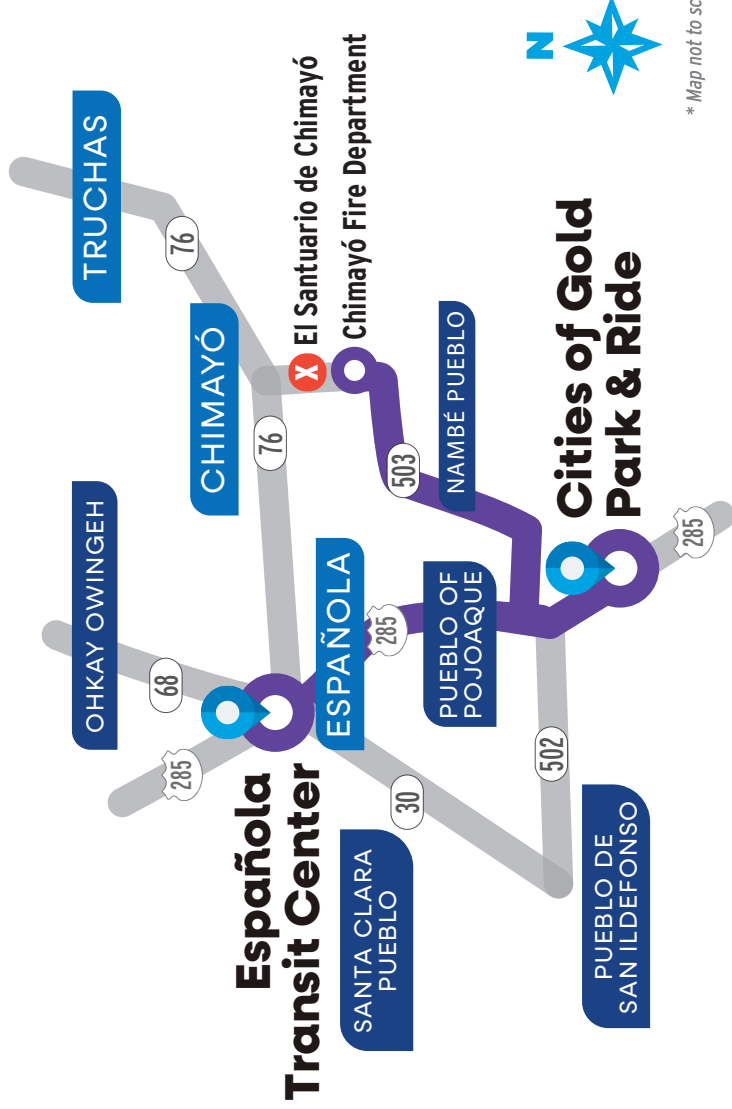 OHKAY OWINGEH
TRUCHAS
68
285
76
CHIMAYÓ
Española
Transit Center
76
X
El Santuario de Chimayó
ESPAÑOLA
Chimayó Fire Department
SANTA CLARA
PUEBLO
285
30
503
PUEBLO OF
POJOAQUE
NAMBÉ PUEBLO
N
502
Cities of Gold
Park & Ride
PUEBLO DE
SAN ILDEFONSO
285
* Map not to